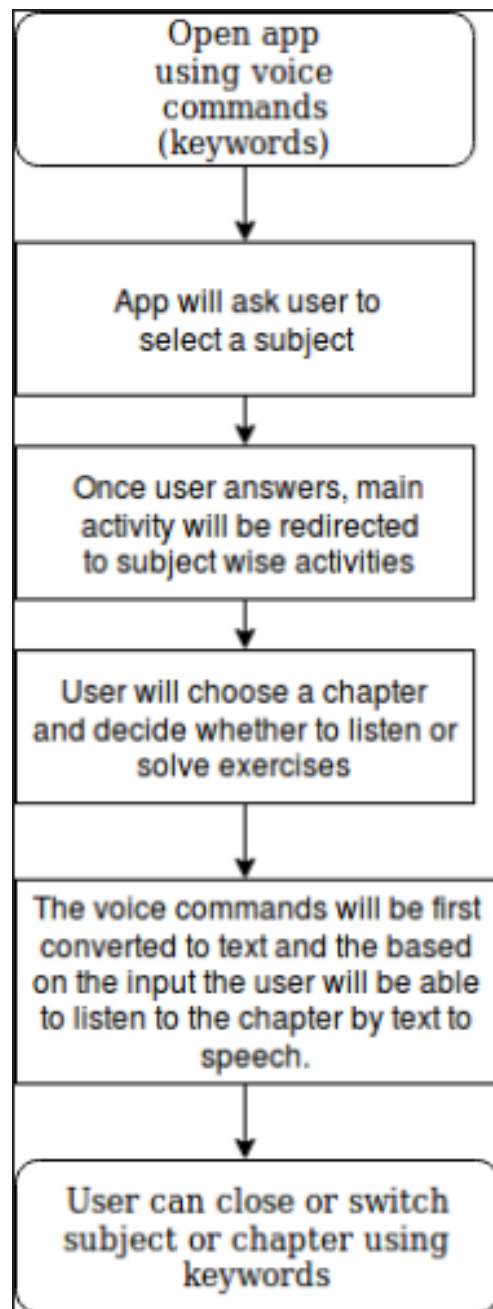 Open app
using voice
commands
(keywords)
App will ask user to
select a subject
Once user answers, main
activity will be redirected
to subject wise activities
User will choose a chapter
and decide whether to listen or
solve exercises
The voice commands will be first
converted to text and the based
on the input the user will be able
to listen to the chapter by text to
speech.
User can close or switch
subject or chapter using
keywords